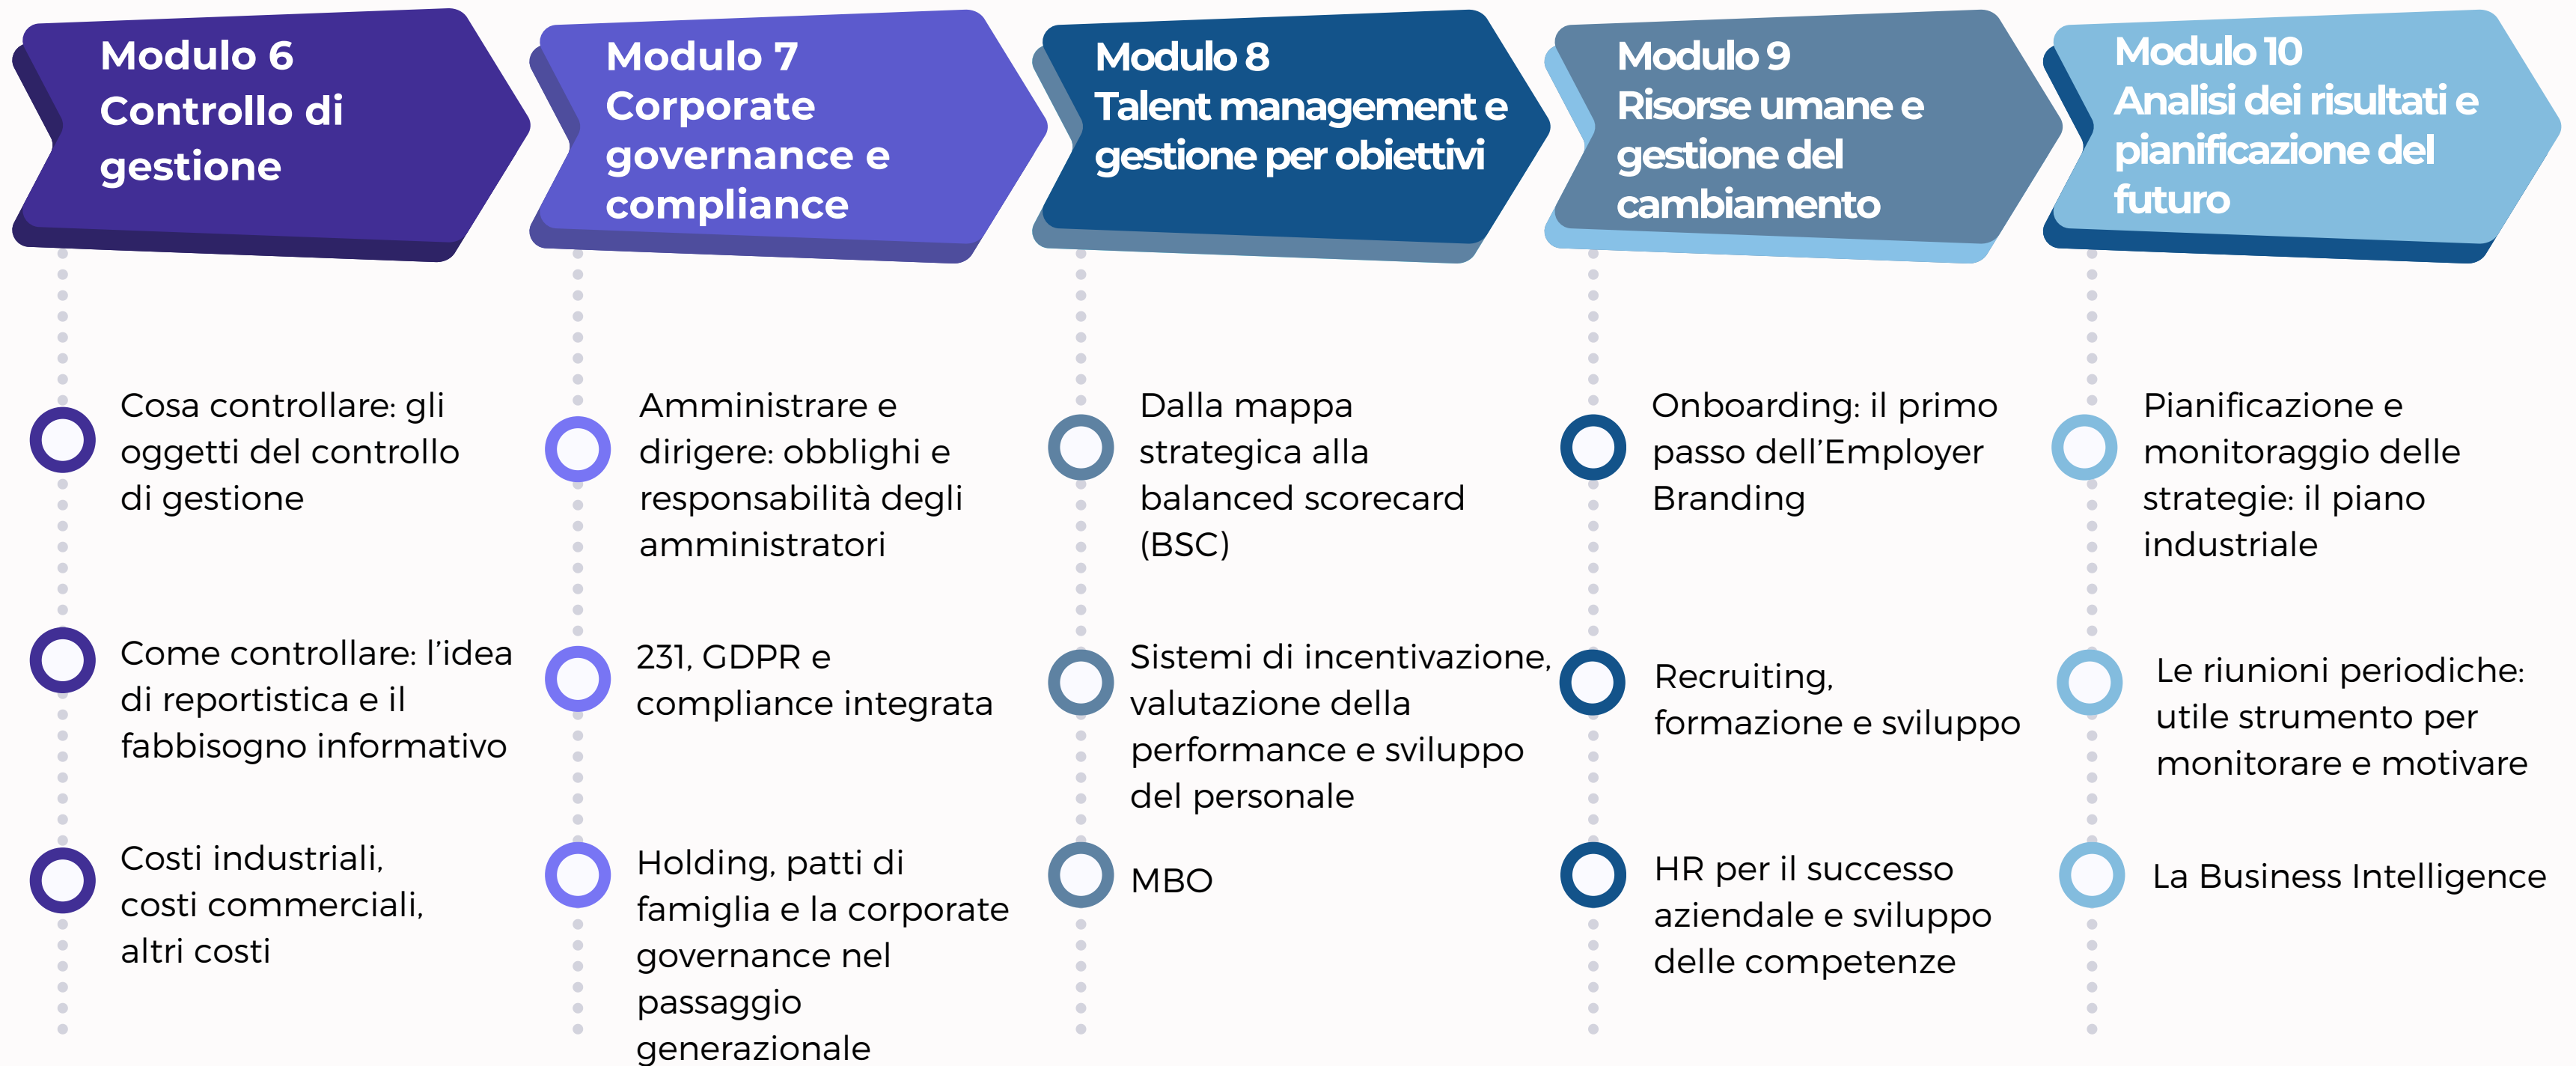 Modulo 6
Controllo di
gestione
Cosa controllare: gli
oggetti del controllo
di gestione
Come controllare: l’idea
di reportistica e il
fabbisogno informativo
Costi industriali,
costi commerciali,
altri costi
Modulo 7
Corporate
governance e
compliance
Amministrare e
dirigere: obblighi e
responsabilità degli
amministratori
231, GDPR e
compliance integrata
Holding, patti di
famiglia e la corporate
governance nel
passaggio
generazionale
Modulo 8
Talent management e
gestione per obiettivi
Dalla mappa
strategica alla
balanced scorecard
(BSC)
Sistemi di incentivazione,
valutazione della
performance e sviluppo
del personale
MBO
Modulo 9
Risorse umane e
gestione del
cambiamento
Onboarding: il primo
passo dell’Employer
Branding
Recruiting,
formazione e sviluppo
HR per il successo
aziendale e sviluppo
delle competenze
Modulo 10
Analisi dei risultati e
pianificazione del
futuro
Pianificazione e
monitoraggio delle
strategie: il piano
industriale
Le riunioni periodiche:
utile strumento per
monitorare e motivare
La Business Intelligence